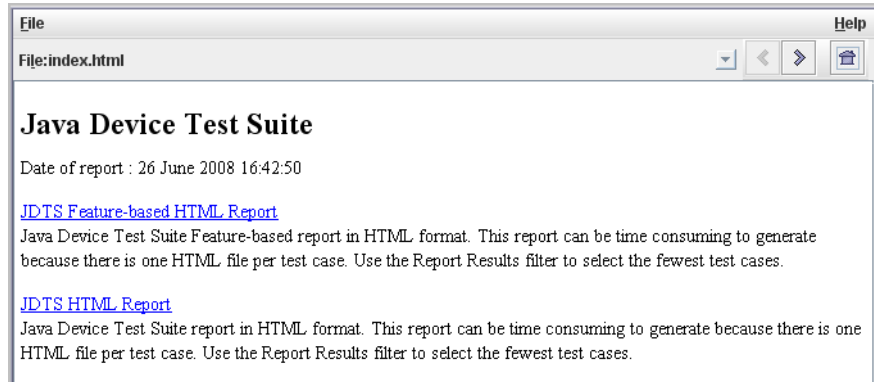 File Help
File:index.html
Java Device Test Suite
Date of report : 26 June 2008 16:42:50
JDTS Feature-based HTML Report
Java Device Test Suite Feature-based report in HTML format. This report can be time consuming to generate
because there is one HTML file per test case. Use the Report Results filter to select the fewest test cases.
JDTS HTML Report
Java Device Test Suite report in HTML format. This report can be time consuming to generate because there is one
HTML file per test case. Use the Report Results filter to select the fewest test cases.